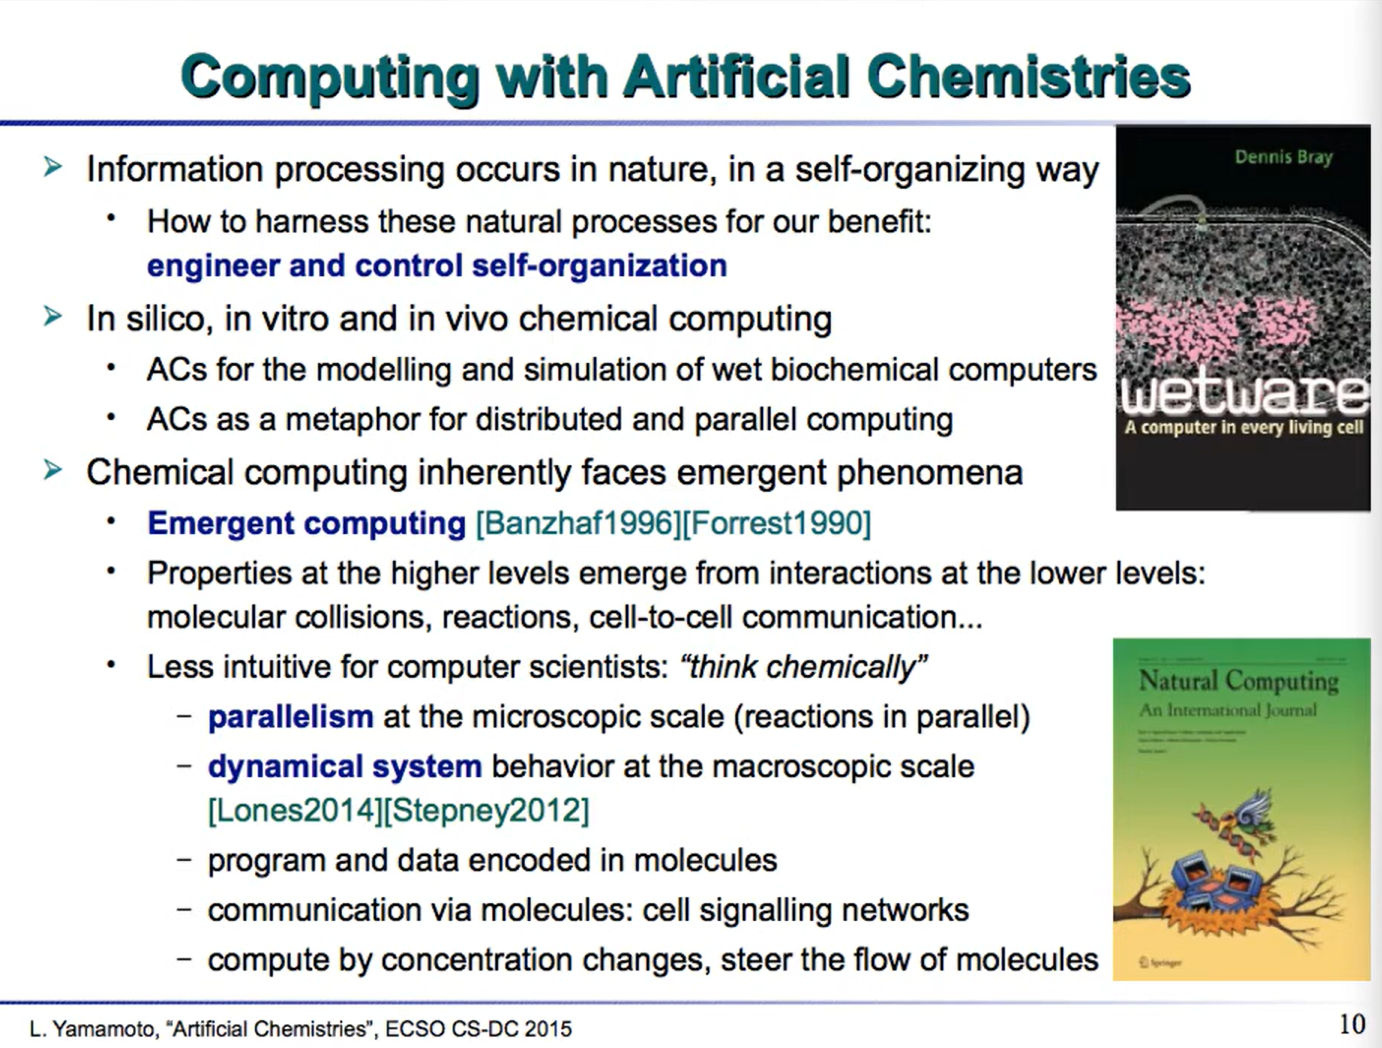 Computing with Artificial Chemistries
➢ Information processing occurs in nature, in a self-organizing way
• How to harness these natural processes for our benefit:
engineer and control self-organization
➢ In silico, in vitro and in vivo chemical computing
• ACs for the modelling and simulation of wet biochemical computers
• ACs as a metaphor for distributed and parallel computing
➢ Chemical computing inherently faces emergent phenomena
• Emergent computing [Banzhaf1996][Forrest1990]
• Properties at the higher levels emerge from interactions at the lower levels:
molecular collisions, reactions, cell-to-cell communication...
• Less intuitive for computer scientists: “think chemically”
– parallelism at the microscopic scale (reactions in parallel)
– dynamical system behavior at the macroscopic scale
[Lones2014][Stepney2012]
– program and data encoded in molecules
– communication via molecules: cell signalling networks
– compute by concentration changes, steer the flow of molecules
Dennis Bray
wetware
A computer in every living cell
Natural Computing
An International Journal
Springer
L. Yamamoto, “Artificial Chemistries”, ECSO CS-DC 2015
10